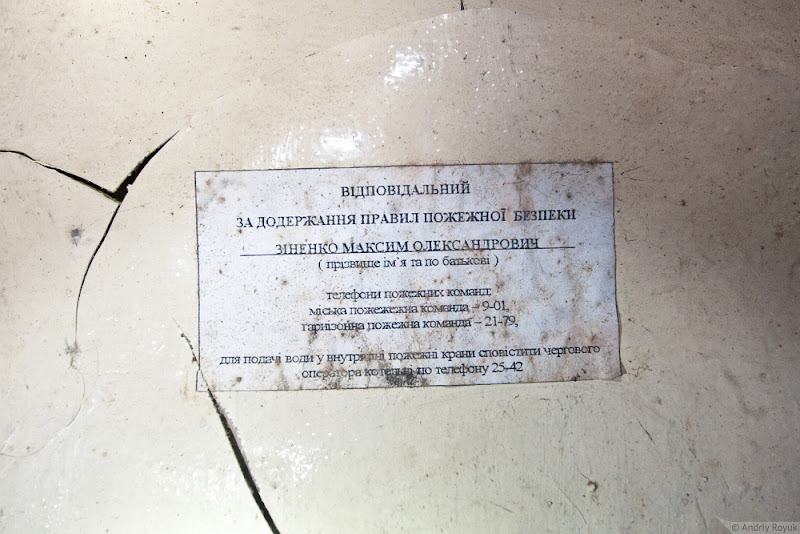 ВІДПОВІДАЛЬНИЙ
ЗА ДОДЕРЖАННЯ ПРАВИЛ ПОЖЕЖНОЇ БЕЗПЕКИ
ЗІНЕНКО МАКСИМ ОЛЕКСАНДРОВИЧ
( прізвище ім'я та по батькові )
телефони пожежних команд:
міська пожежежна команда – 9-01,
гарнізонна пожежна команда – 21-79,
для подачі води у внутрядні пожежні крани сповістити чергового
оператора котельні по телефону 25-42
© Andriy Royuk